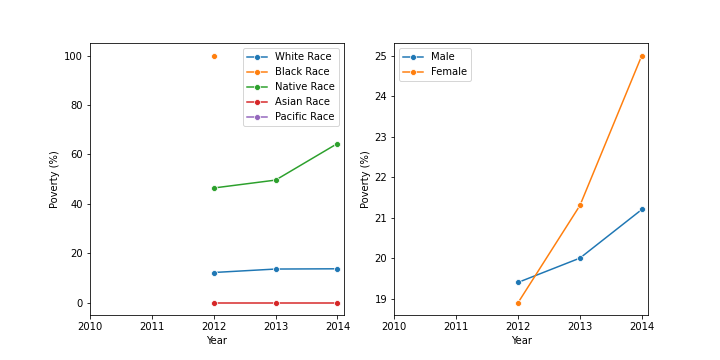 100
80
60
40
20
0
Poverty (%)
2010 2011 2012 2013 2014
Year
White Race
Black Race
Native Race
Asian Race
Pacific Race
25
24
23
22
21
20
19
Poverty (%)
2010 2011 2012 2013 2014
Year
Male
Female